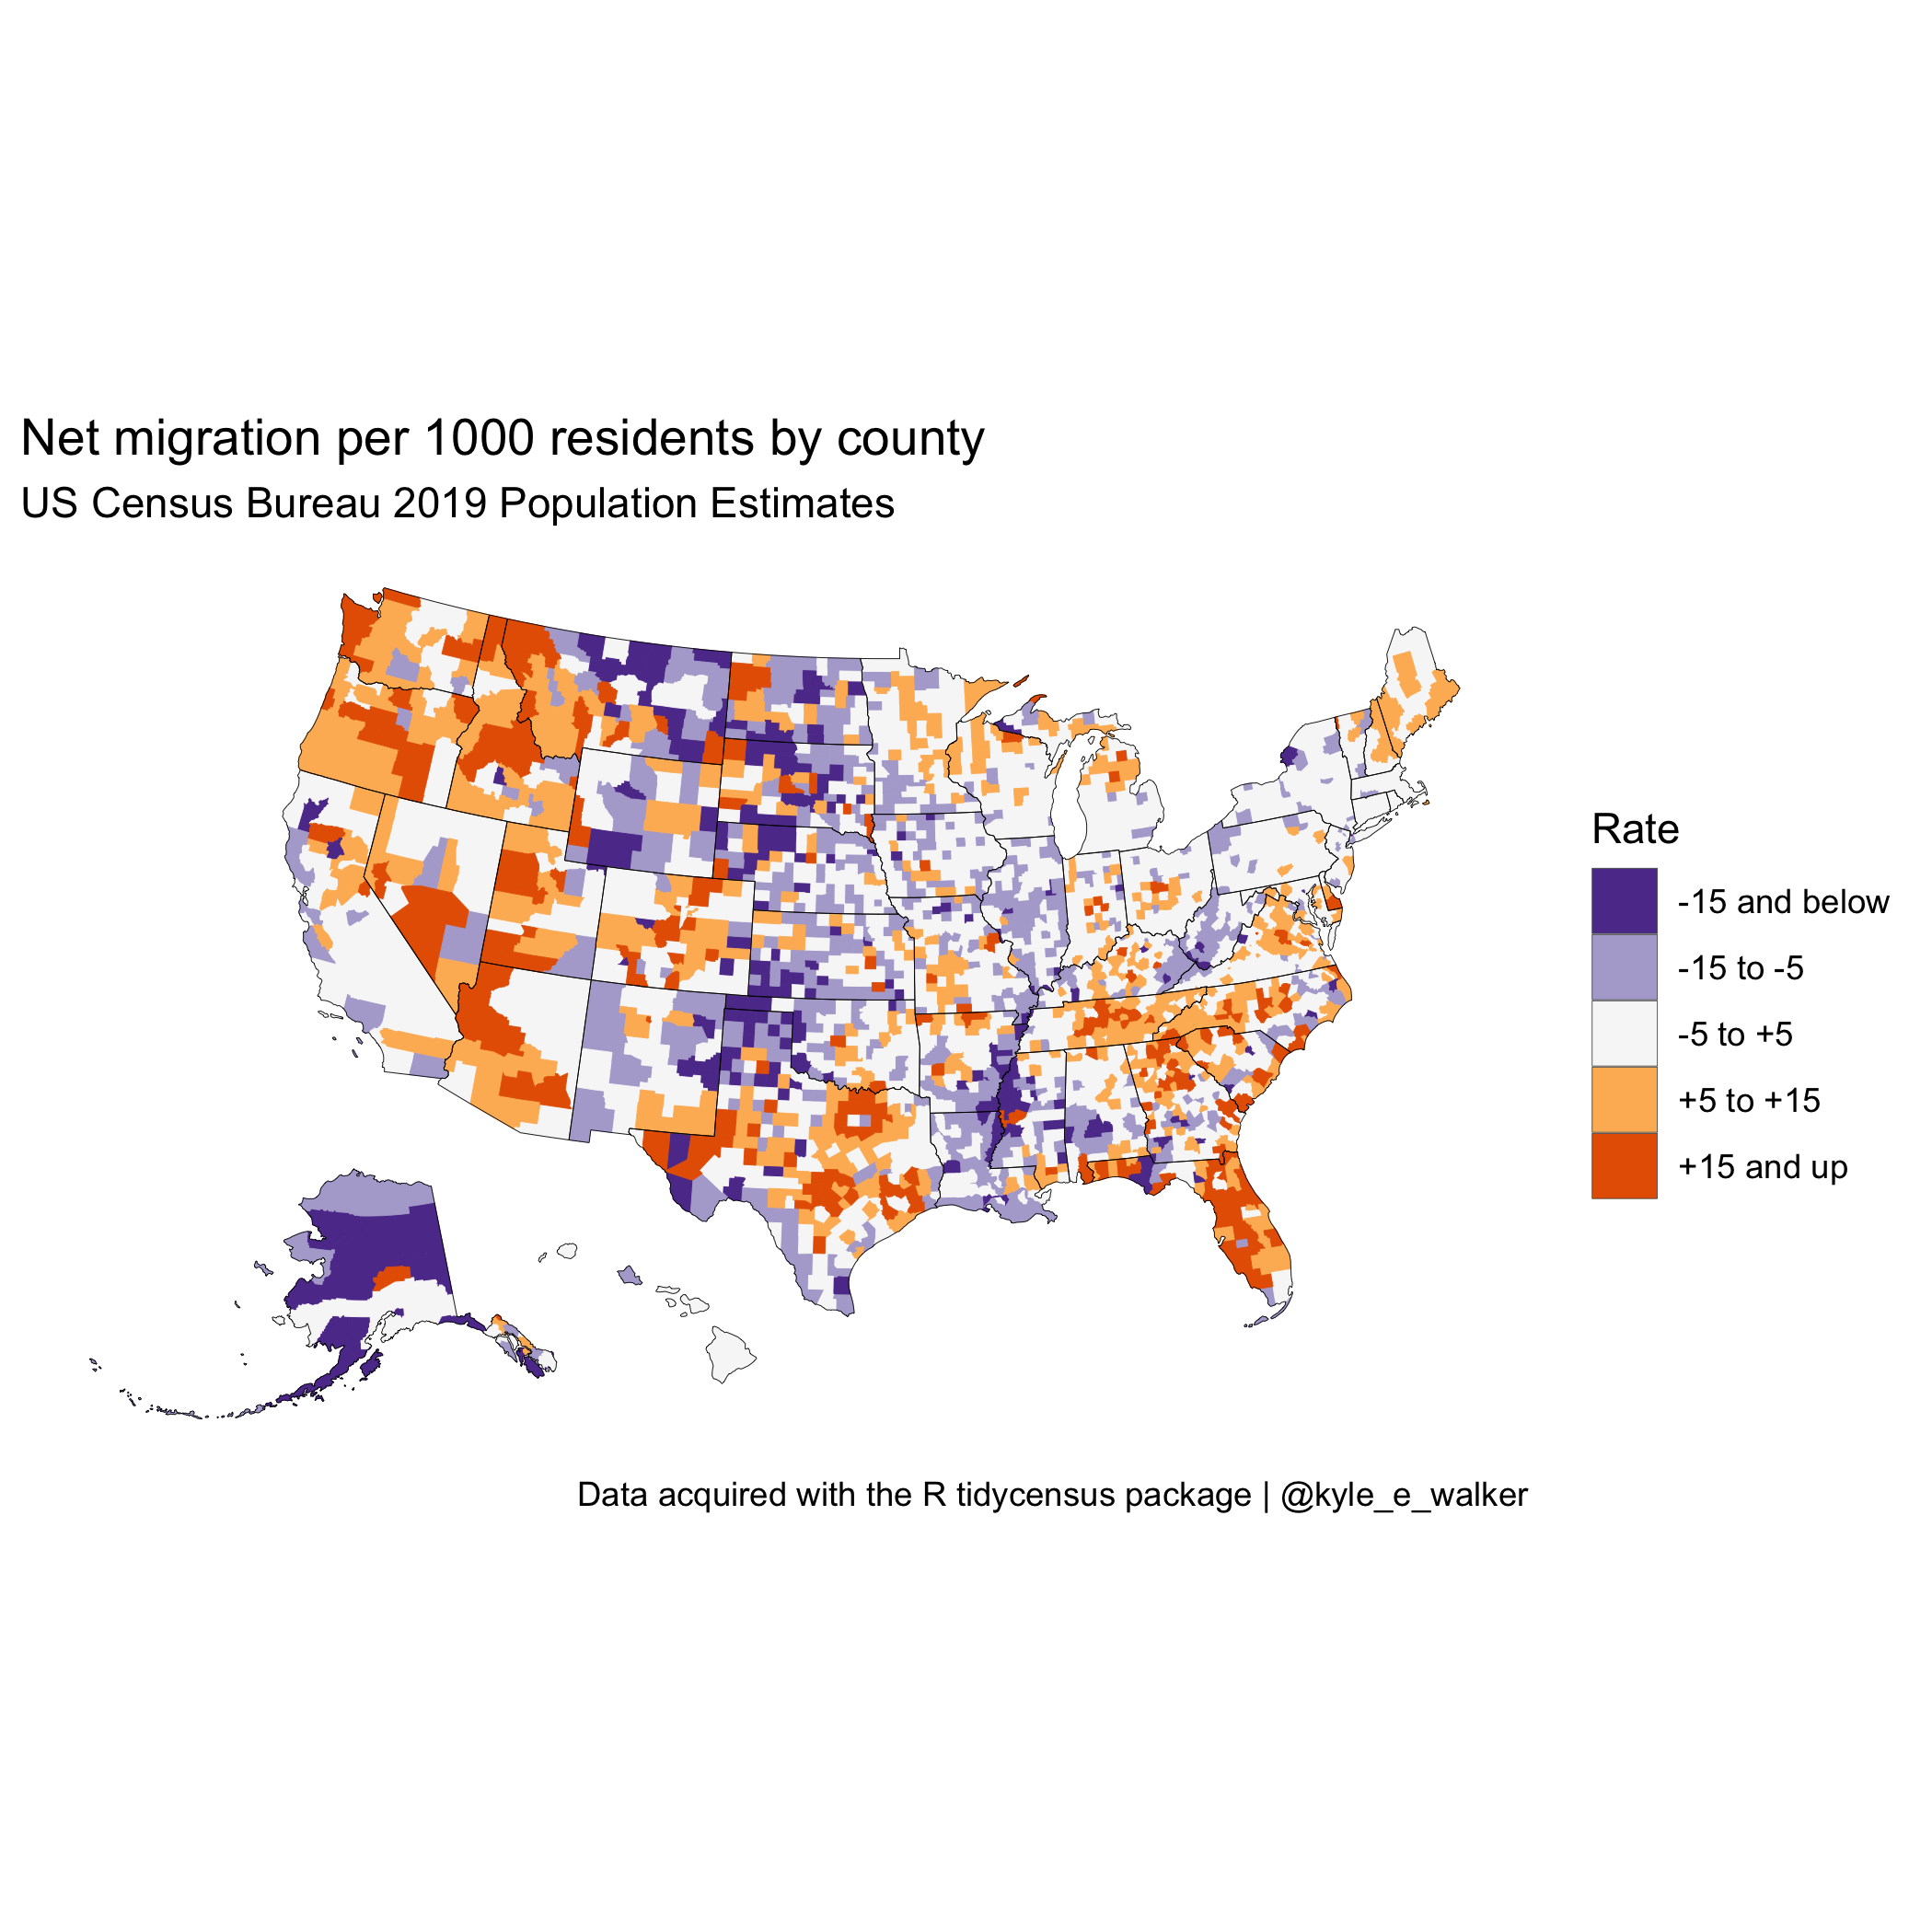 Net migration per 1000 residents by county
US Census Bureau 2019 Population Estimates
Rate
-15 and below
-15 to -5
-5 to +5
+5 to +15
+15 and up
Data acquired with the R tidycensus package | @kyle_e_walker